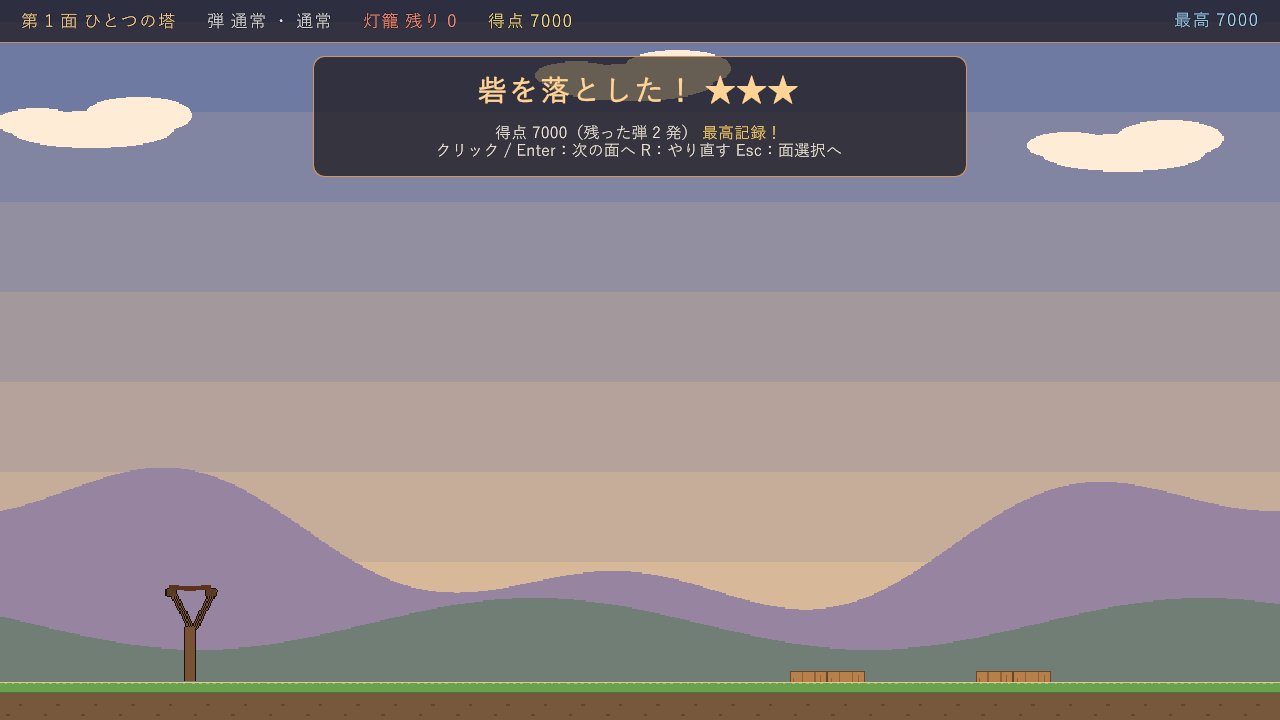 第 1 面 ひとつの塔 弾 通常 ・ 通常 灯籠 残り 0 得点 7000 最高 7000
砦を落とした！ ★★★
得点 7000（残った弾 2 発） 最高記録！
クリック / Enter：次の面へ R：やり直す Esc：面選択へ